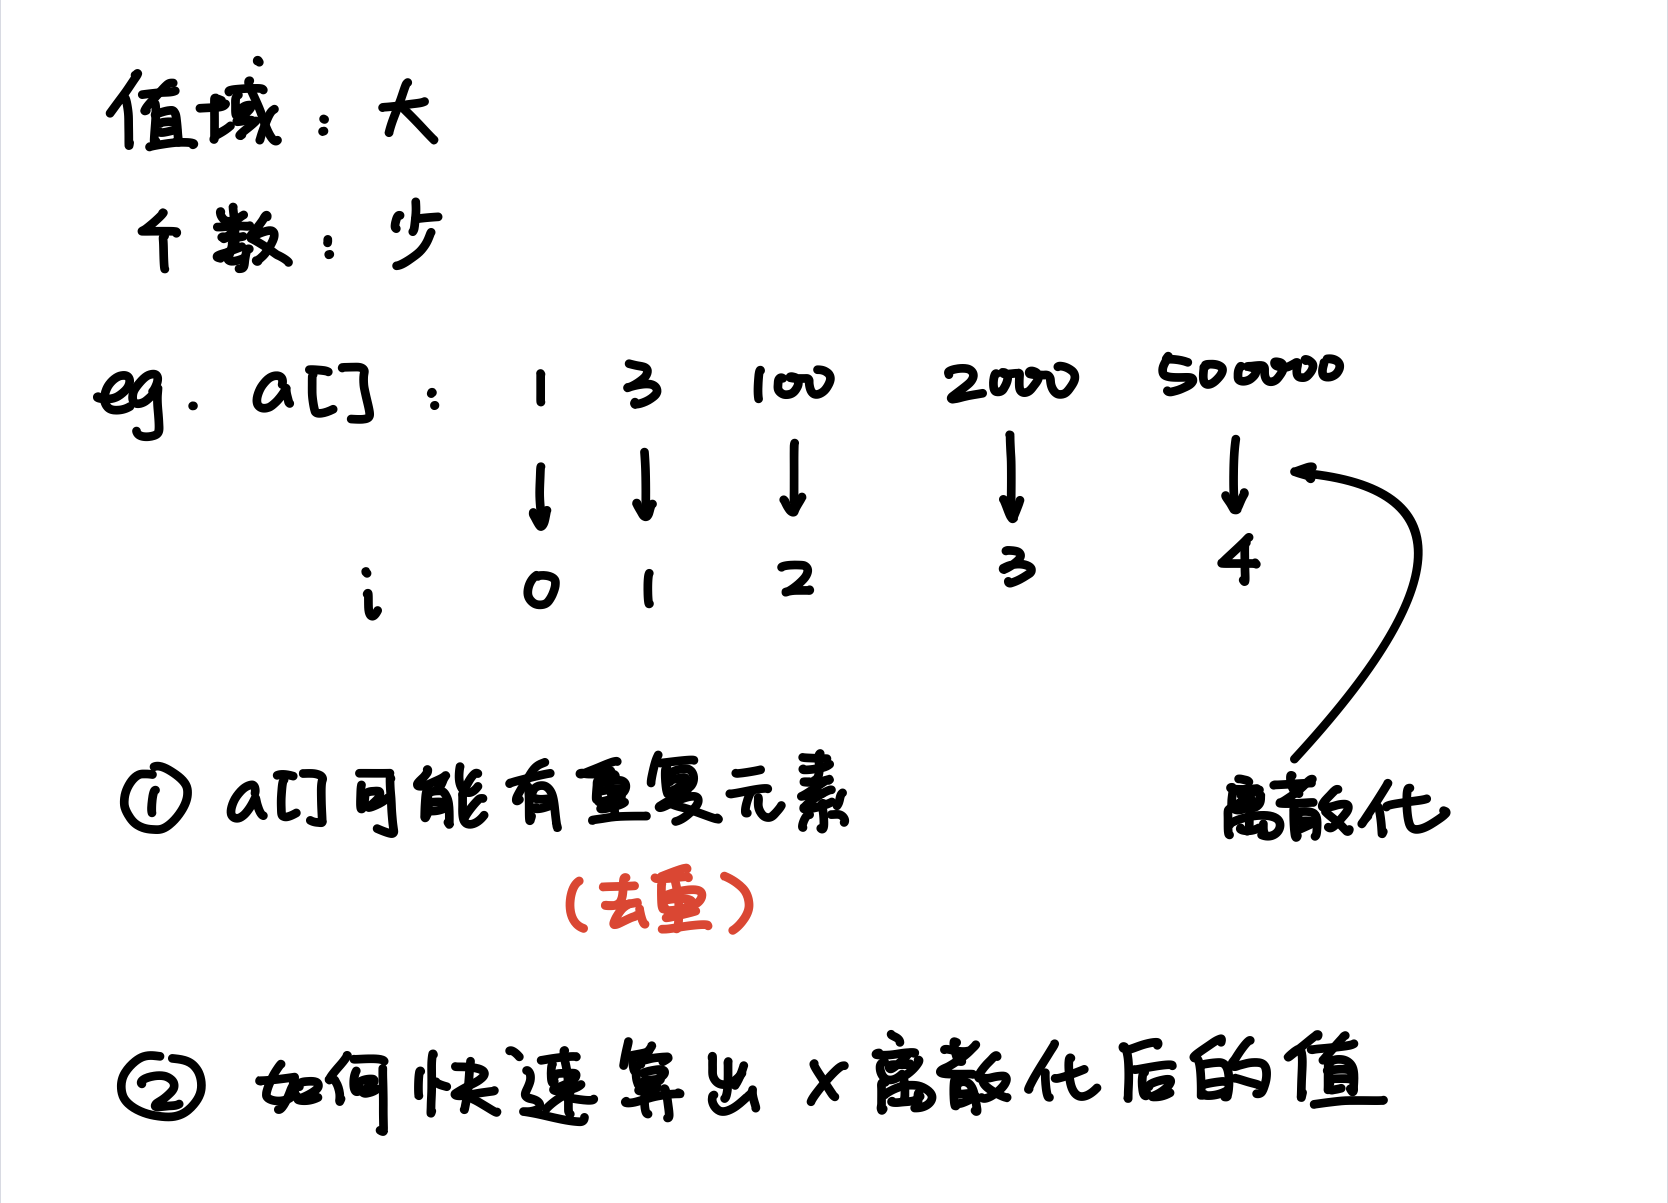 值域：大
个数：少
eg. a[]： 1 3 100 2000 500000
i 0 1 2 3 4
① a[]可能有重复元素
离散化
（去重）
② 如何快速算出 x 离散化后的值